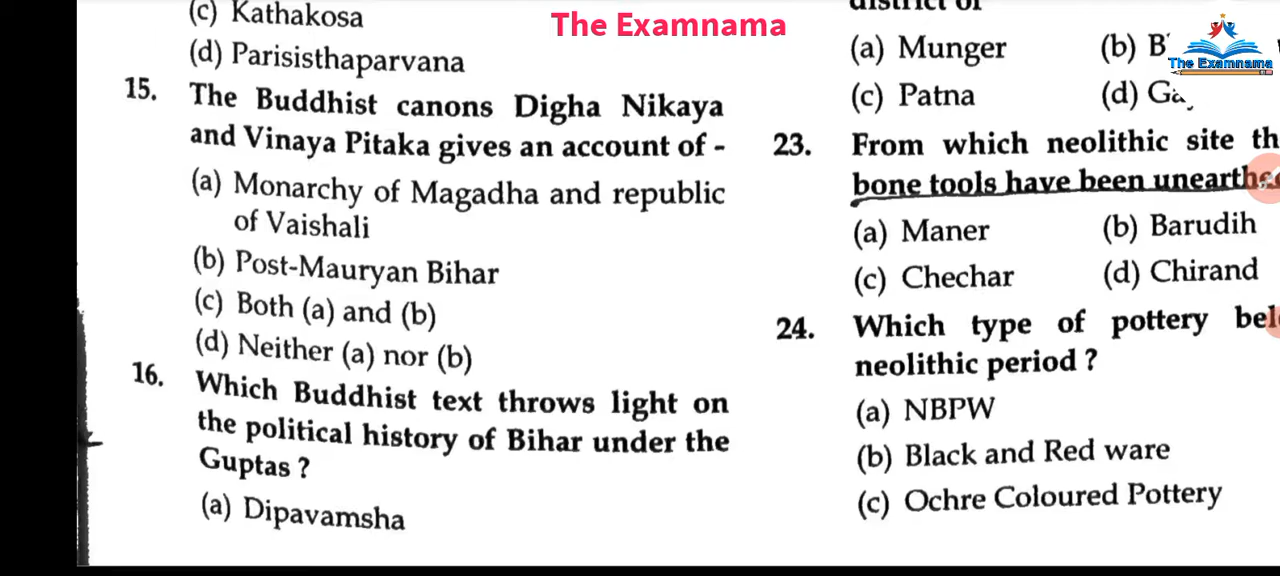 The Examnama
(c) Kathakosa
(d) Parisisthaparvana
15. The Buddhist canons Digha Nikaya
and Vinaya Pitaka gives an account of -
(a) Monarchy of Magadha and republic
of Vaishali
(b) Post-Mauryan Bihar
(c) Both (a) and (b)
(d) Neither (a) nor (b)
16. Which Buddhist text throws light on
the political history of Bihar under the
Guptas ?
(a) Dipavamsha
district of
(a) Munger (b)
The Examnama
(c) Patna (d)
23. From which neolithic site
bone tools have been
(a) Maner (b) Barudih
(c) Chechar (d) Chirand
24. Which type of pottery
neolithic period ?
(a) NBPW
(b) Black and Red ware
(c) Ochre Coloured Pottery